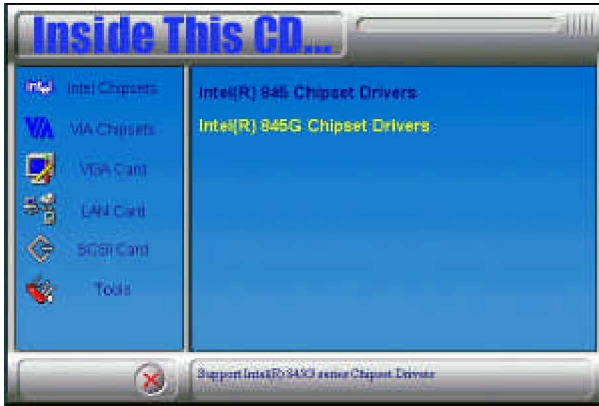 Inside This CD...
intel Intel Chipsets
VIA VIA Chipsets
VGA Card
LAN Card
SCSI Card
Tools
Intel(R) 845 Chipset Drivers
Intel(R) 845G Chipset Drivers
Support Intel(R) 845G series Chipset Drivers